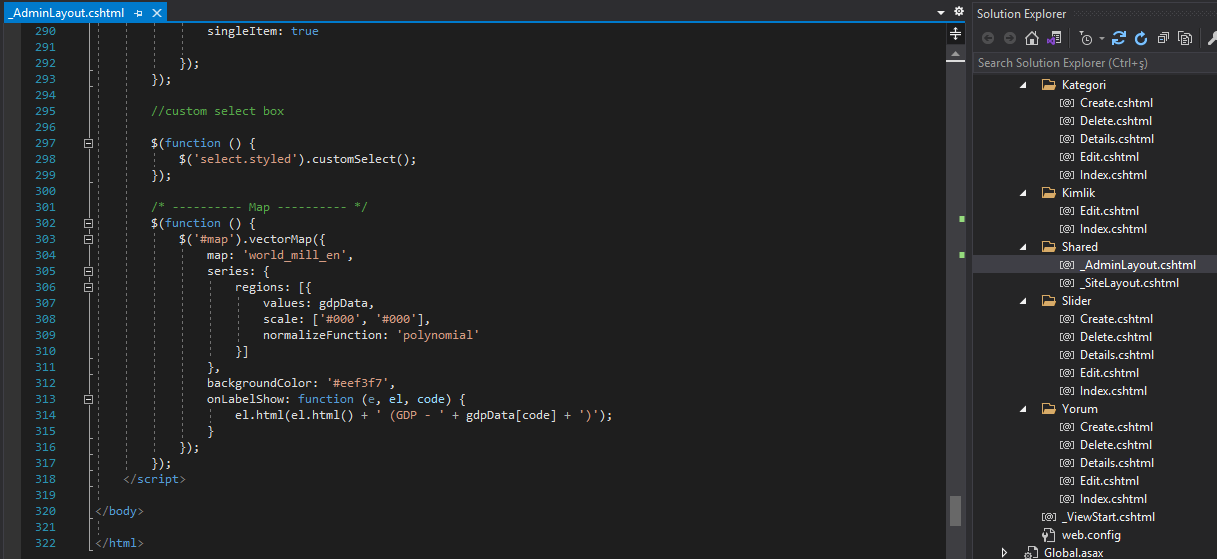 _AdminLayout.cshtml
290 singleItem: true
291
292 });
293 });
294
295 //custom select box
296
297 $(function () {
298 $('select.styled').customSelect();
299 });
300
301 /* ---------- Map ---------- */
302 $(function () {
303 $('#map').vectorMap({
304 map: 'world_mill_en',
305 series: {
306 regions: [{
307 values: gdpData,
308 scale: ['#000', '#000'],
309 normalizeFunction: 'polynomial'
310 }]
311 },
312 backgroundColor: '#eef3f7',
313 onLabelShow: function (e, el, code) {
314 el.html(el.html() + ' (GDP - ' + gdpData[code] + ')');
315 }
316 });
317 });
318 </script>
319
320 </body>
321
322 </html>
Solution Explorer
Search Solution Explorer (Ctrl+ş)
Kategori
Create.cshtml
Delete.cshtml
Details.cshtml
Edit.cshtml
Index.cshtml
Kimlik
Edit.cshtml
Index.cshtml
Shared
_AdminLayout.cshtml
_SiteLayout.cshtml
Slider
Create.cshtml
Delete.cshtml
Details.cshtml
Edit.cshtml
Index.cshtml
Yorum
Create.cshtml
Delete.cshtml
Details.cshtml
Edit.cshtml
Index.cshtml
_ViewStart.cshtml
web.config
Global.asax